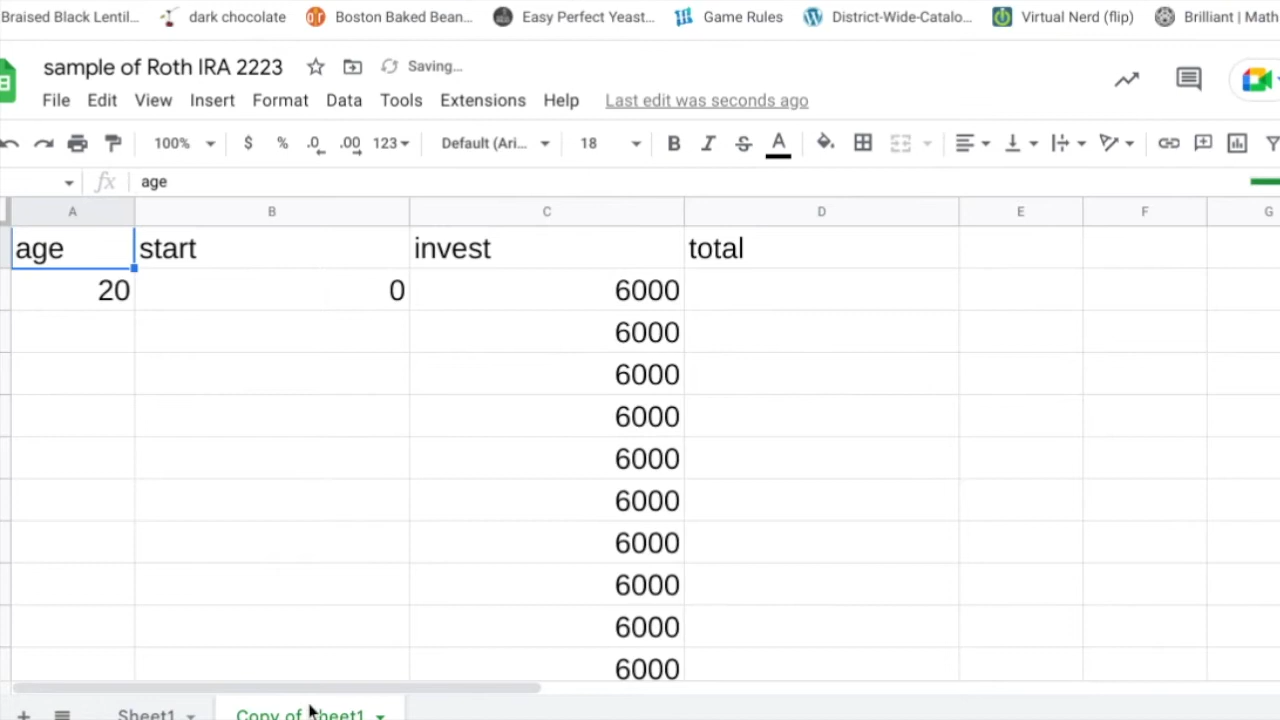 Braised Black Lentil... dark chocolate Boston Baked Bean... Easy Perfect Yeast... Game Rules District-Wide-Catalo... Virtual Nerd (flip) Brilliant | Math
sample of Roth IRA 2223 Saving...
File Edit View Insert Format Data Tools Extensions Help Last edit was seconds ago
100% $ % .0 .00 123 Default (Ari... 18 B I S A
fx age
A B C D E F G
age start invest total
20 0 6000
6000
6000
6000
6000
6000
6000
6000
6000
6000
+ Sheet1 Copy of Sheet1